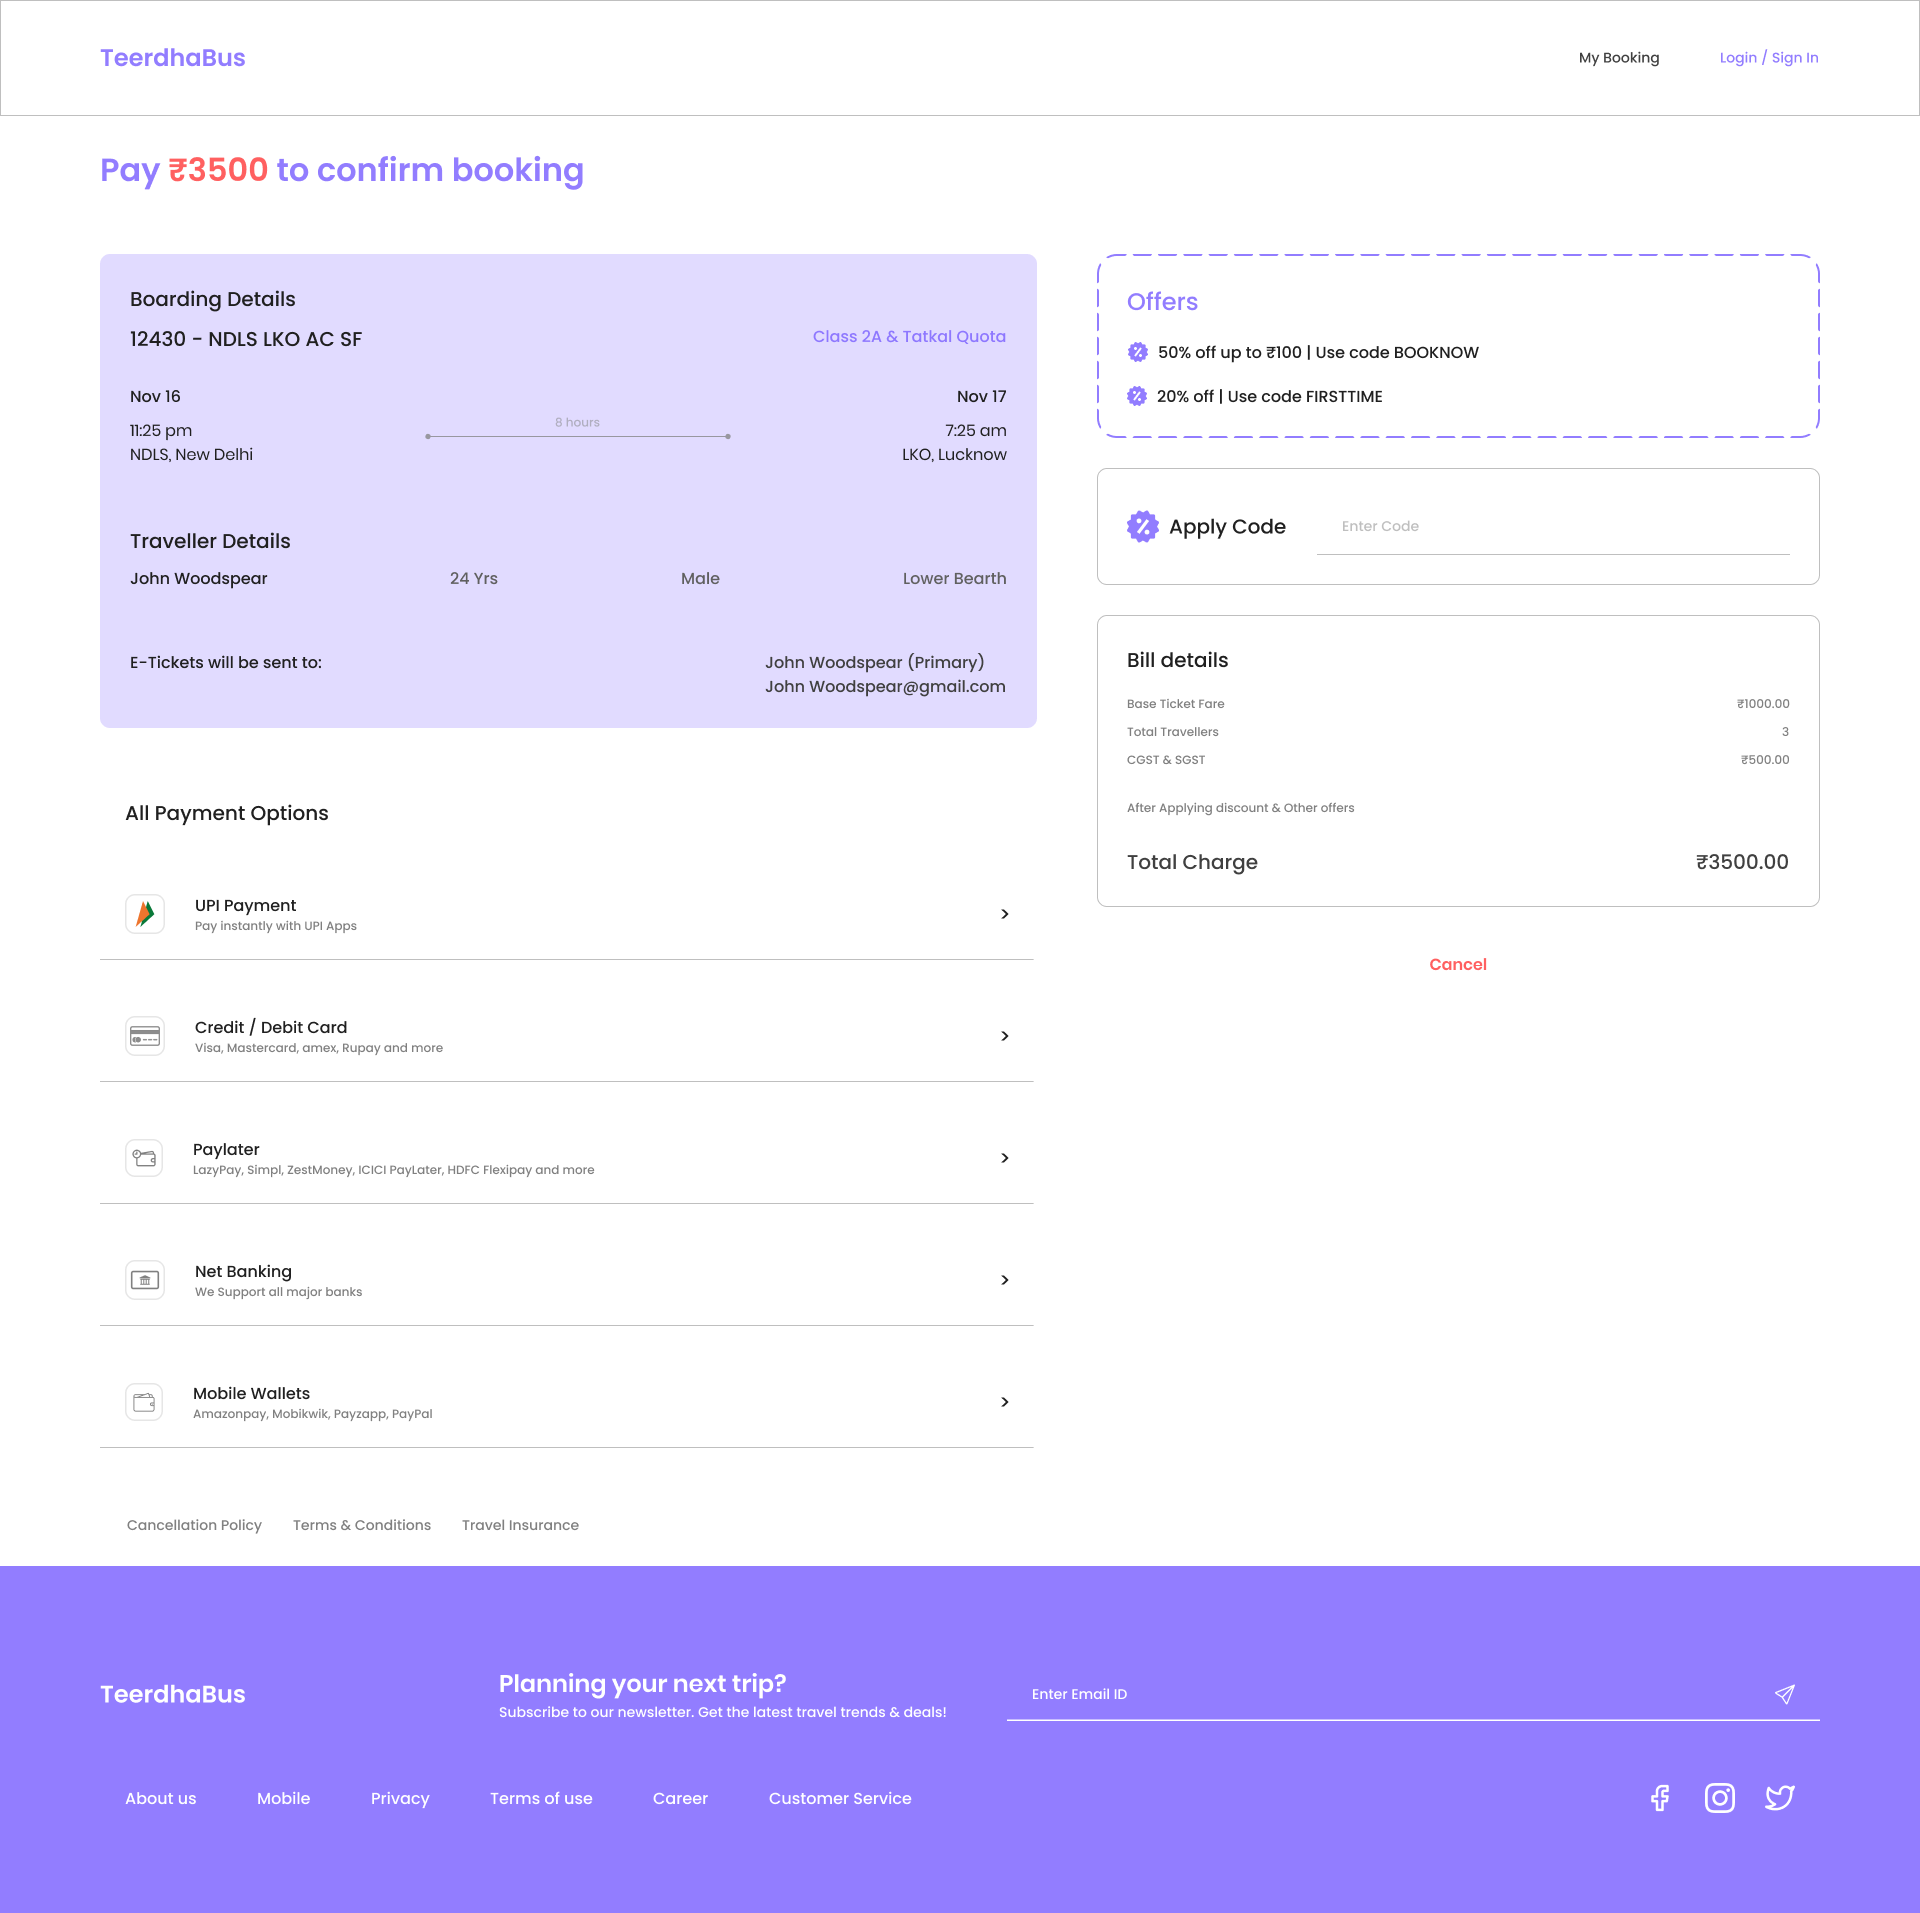 TeerdhaBus
My Booking
Login / Sign In
Pay ₹3500 to confirm booking
Boarding Details
12430 - NDLS LKO AC SF
Class 2A & Tatkal Quota
Nov 16
Nov 17
8 hours
11:25 pm
7:25 am
NDLS, New Delhi
LKO, Lucknow
Traveller Details
John Woodspear
24 Yrs
Male
Lower Bearth
E-Tickets will be sent to:
John Woodspear (Primary)
John Woodspear@gmail.com
Offers
50% off up to ₹100 | Use code BOOKNOW
20% off | Use code FIRSTTIME
Apply Code
Enter Code
Bill details
Base Ticket Fare
₹1000.00
Total Travellers
3
CGST & SGST
₹500.00
After Applying discount & Other offers
Total Charge
₹3500.00
Cancel
All Payment Options
UPI Payment
Pay instantly with UPI Apps
Credit / Debit Card
Visa, Mastercard, amex, Rupay and more
Paylater
LazyPay, Simpl, ZestMoney, ICICI PayLater, HDFC Flexipay and more
Net Banking
We Support all major banks
Mobile Wallets
Amazonpay, Mobikwik, Payzapp, PayPal
Cancellation Policy
Terms & Conditions
Travel Insurance
TeerdhaBus
Planning your next trip?
Subscribe to our newsletter. Get the latest travel trends & deals!
Enter Email ID
About us
Mobile
Privacy
Terms of use
Career
Customer Service